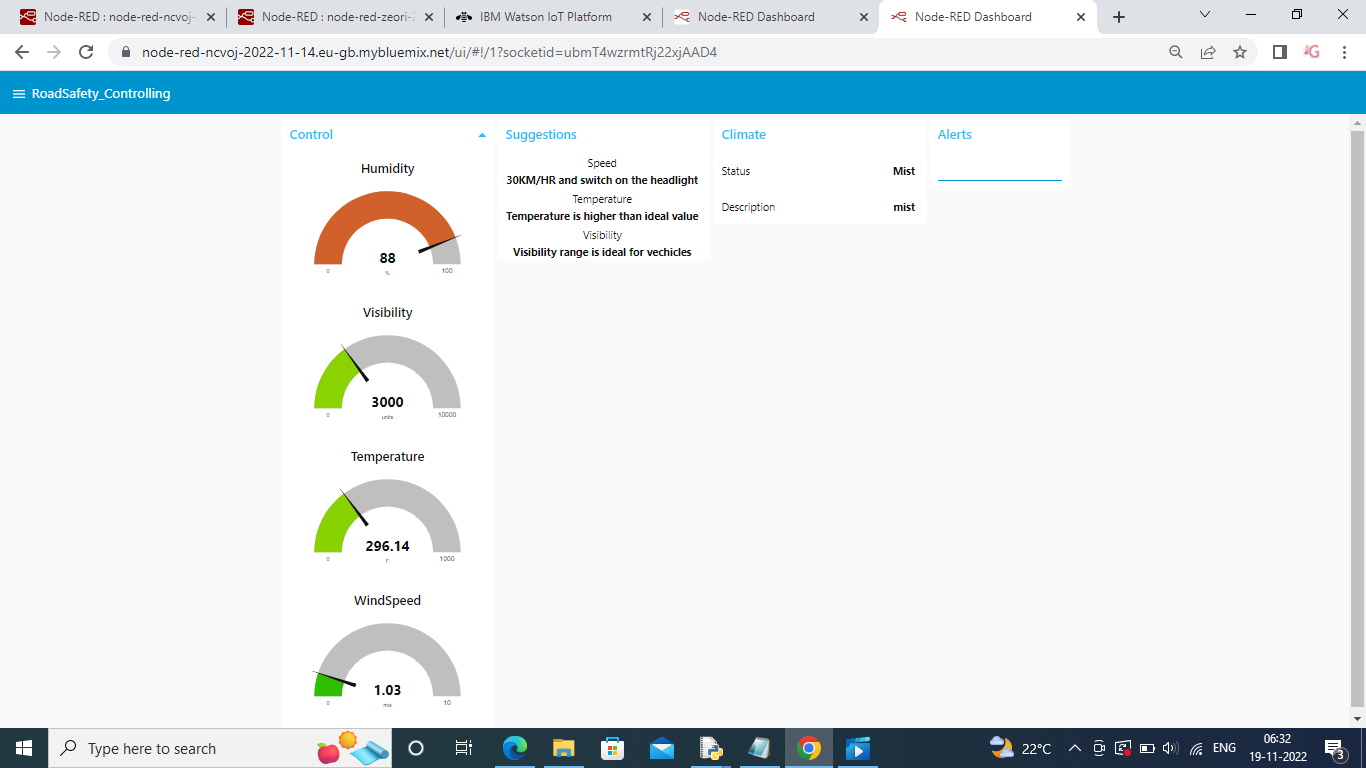 Node-RED : node-red-ncvoj-
Node-RED : node-red-zeori-2
IBM Watson IoT Platform
Node-RED Dashboard
Node-RED Dashboard
node-red-ncvoj-2022-11-14.eu-gb.mybluemix.net/ui/#!/1?socketid=ubmT4wzrmtRj22xjAAD4
RoadSafety_Controlling
Control
Humidity
88
%
0
100
Visibility
3000
units
0
10000
Temperature
296.14
0
1000
WindSpeed
1.03
0
10
Suggestions
Speed
30KM/HR and switch on the headlight
Temperature
Temperature is higher than ideal value
Visibility
Visibility range is ideal for vechicles
Climate
Status
Mist
Description
mist
Alerts
Type here to search
22°C
ENG
06:32
19-11-2022
3